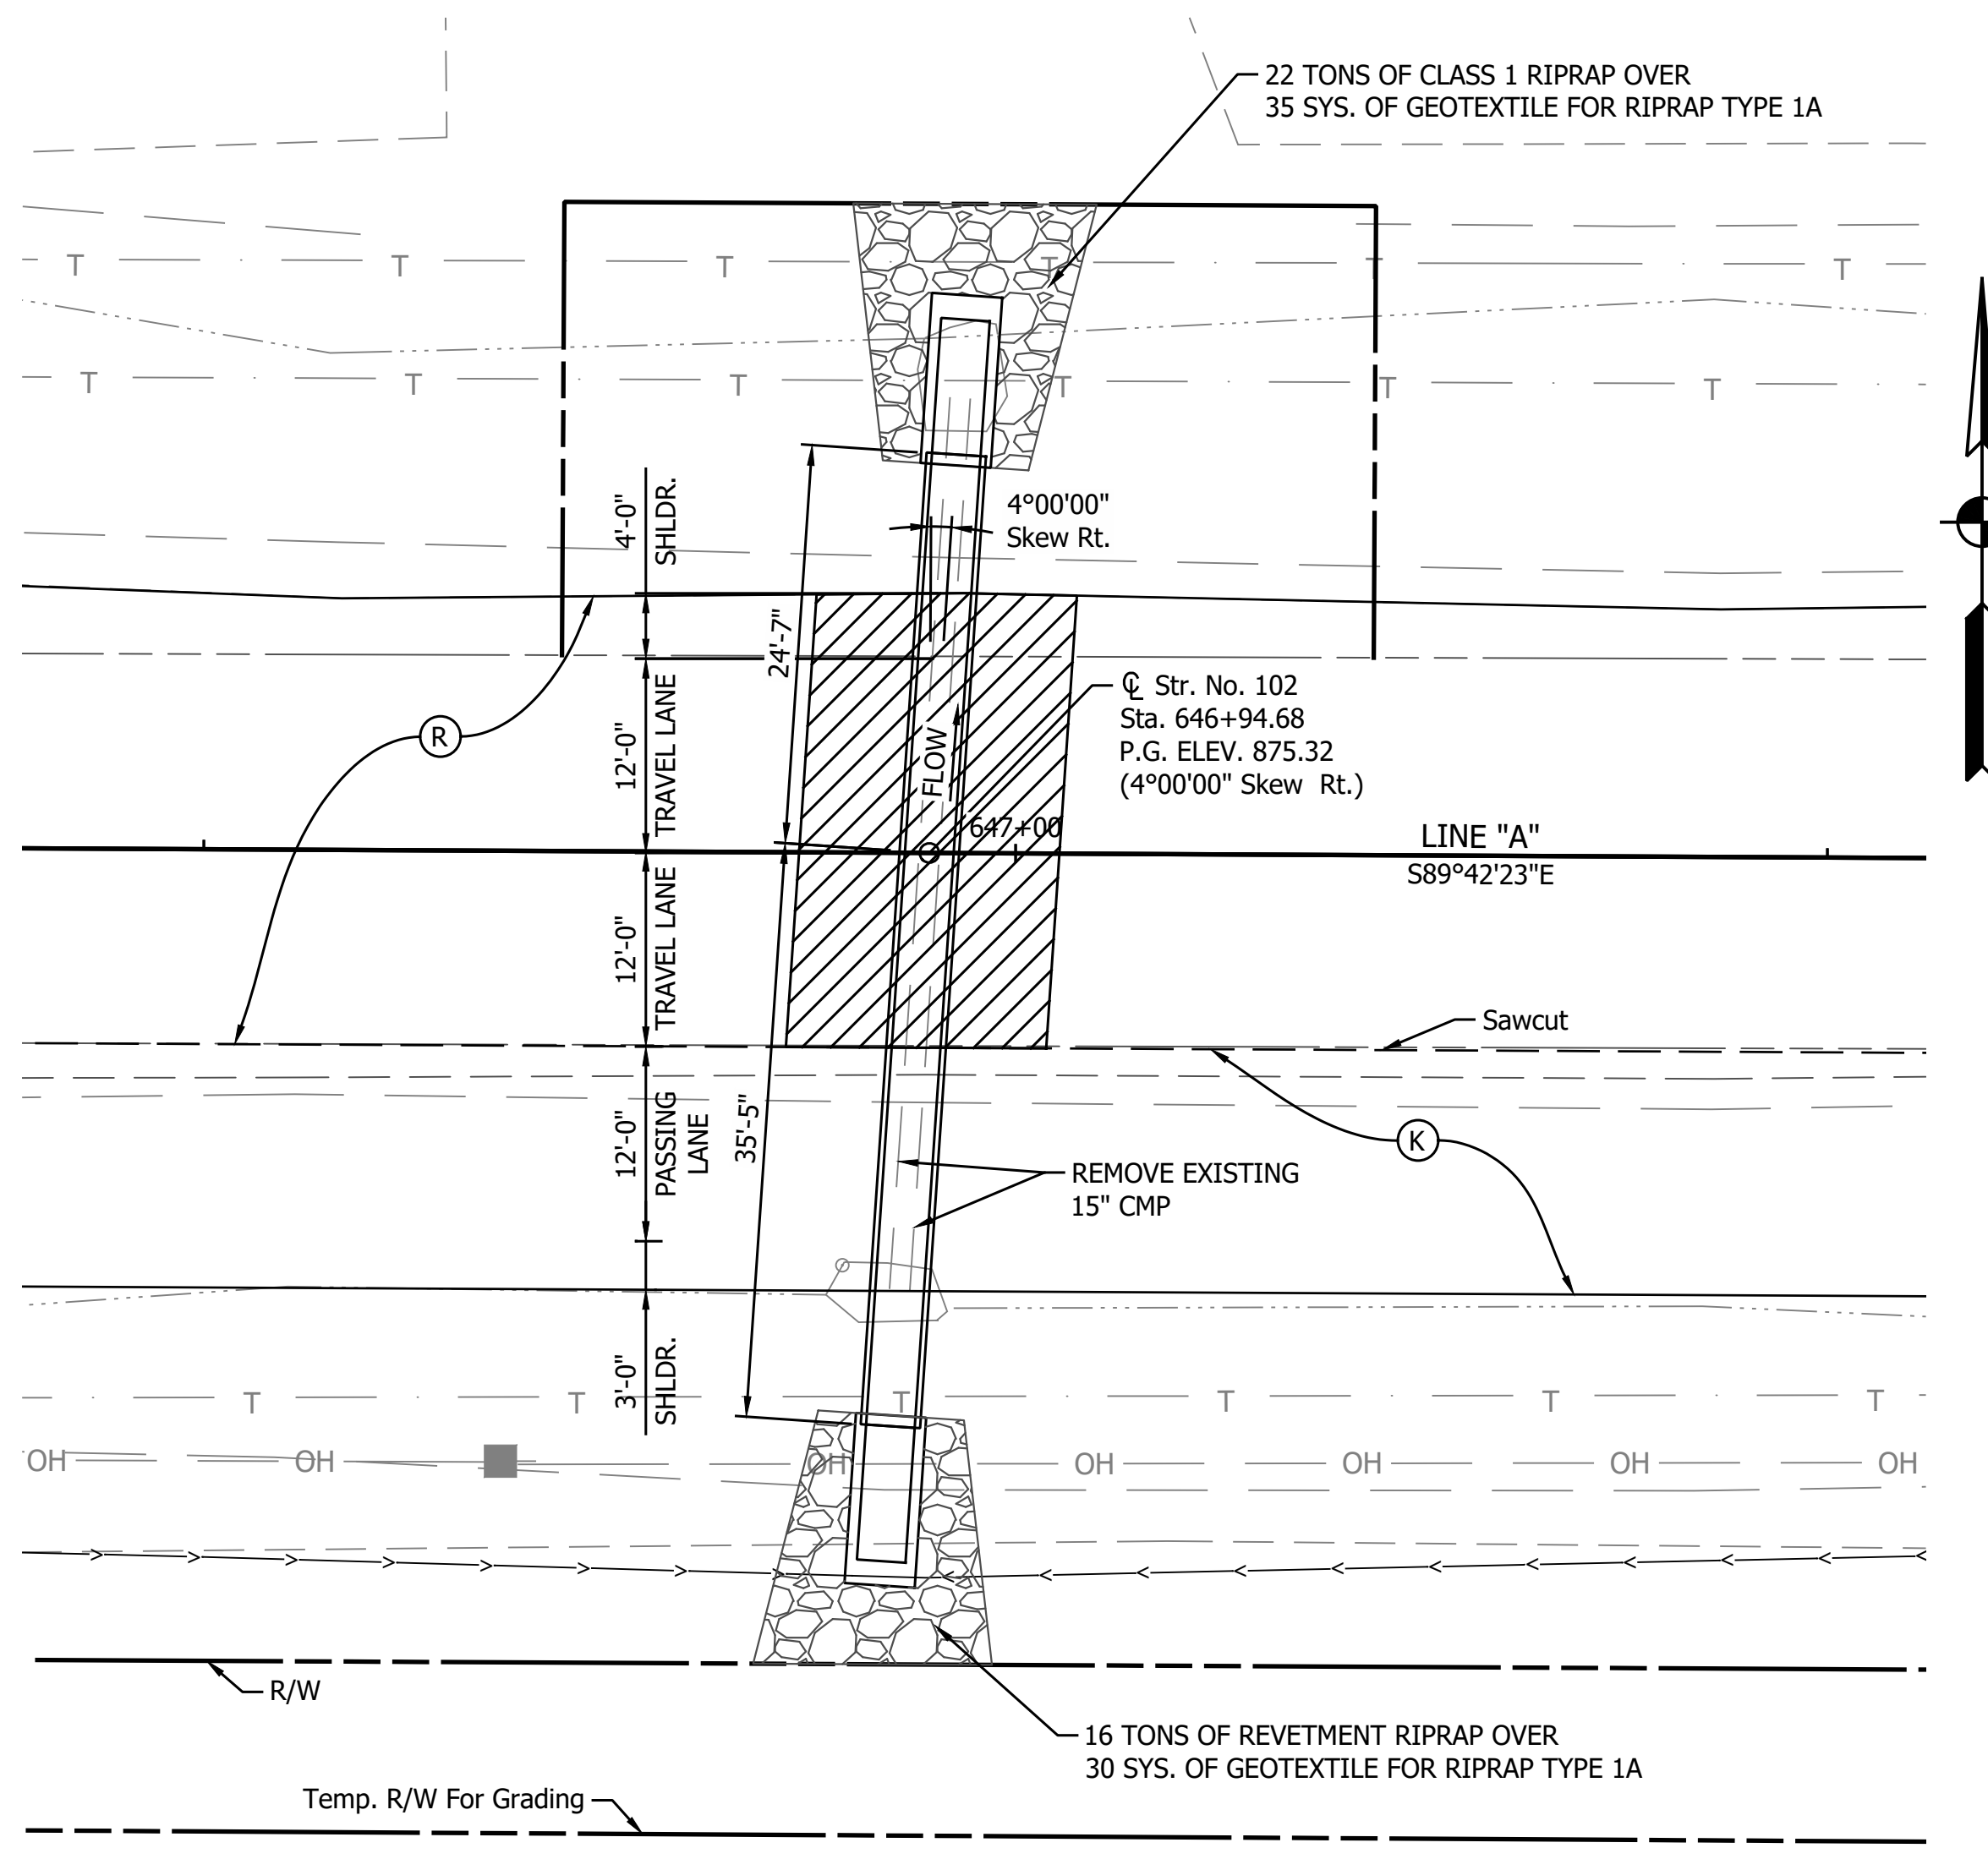 22 TONS OF CLASS 1 RIPRAP OVER
35 SYS. OF GEOTEXTILE FOR RIPRAP TYPE 1A
T T T T T T
T T T T T T
4'-0"
SHLDR.
4°00'00"
Skew Rt.
24'-7"
12'-0"
TRAVEL LANE
R
FLOW
℄ Str. No. 102
Sta. 646+94.68
P.G. ELEV. 875.32
(4°00'00" Skew Rt.)
647+00
LINE "A"
S89°42'23"E
12'-0"
TRAVEL LANE
Sawcut
12'-0"
PASSING
LANE
35'-5"
K
REMOVE EXISTING
15" CMP
3'-0"
SHLDR.
T T T T T T
OH OH OH OH OH OH OH
R/W
16 TONS OF REVETMENT RIPRAP OVER
30 SYS. OF GEOTEXTILE FOR RIPRAP TYPE 1A
Temp. R/W For Grading